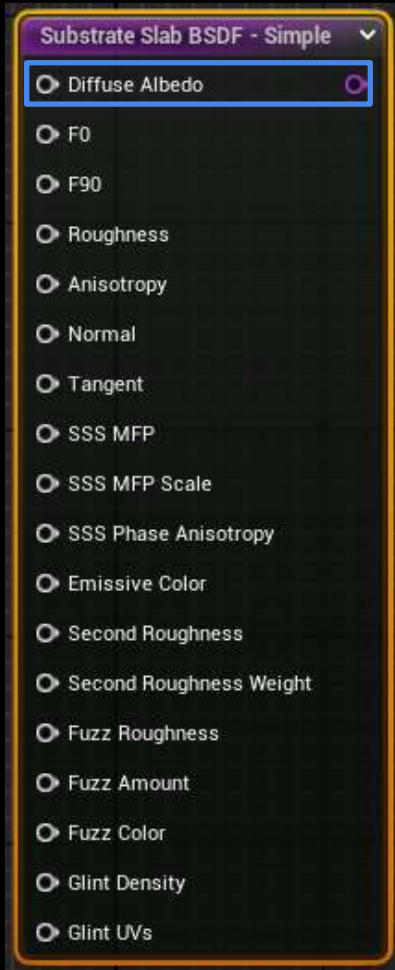 Substrate Slab BSDF - Simple
Diffuse Albedo
F0
F90
Roughness
Anisotropy
Normal
Tangent
SSS MFP
SSS MFP Scale
SSS Phase Anisotropy
Emissive Color
Second Roughness
Second Roughness Weight
Fuzz Roughness
Fuzz Amount
Fuzz Color
Glint Density
Glint UVs